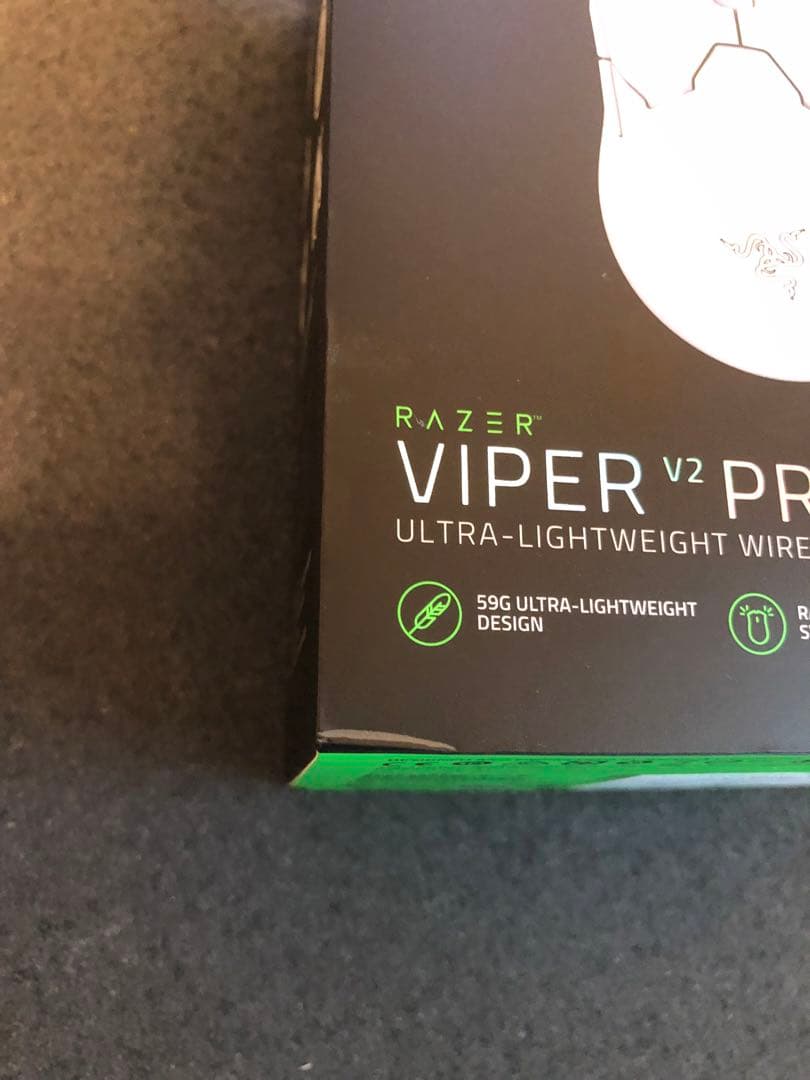 RAZER™
VIPER V2 PR
ULTRA-LIGHTWEIGHT WIRE
59G ULTRA-LIGHTWEIGHT
DESIGN
R
S